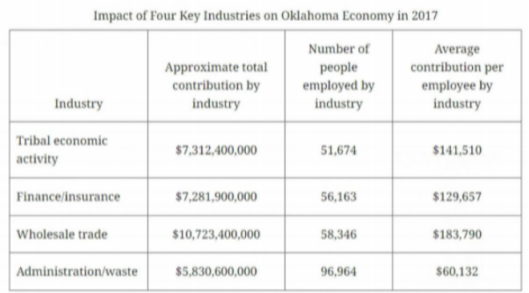 Impact of Four Key Industries on Oklahoma Economy in 2017
Industry
Approximate total
contribution by
industry
Number of
people
employed by
industry
Average
contribution per
employee by
industry
Tribal economic
activity
$7,312,400,000
51,674
$141,510
Finance/insurance
$7,281,900,000
56,163
$129,657
Wholesale trade
$10,723,400,000
58,346
$183,790
Administration/waste
$5,830,600,000
96,964
$60,132